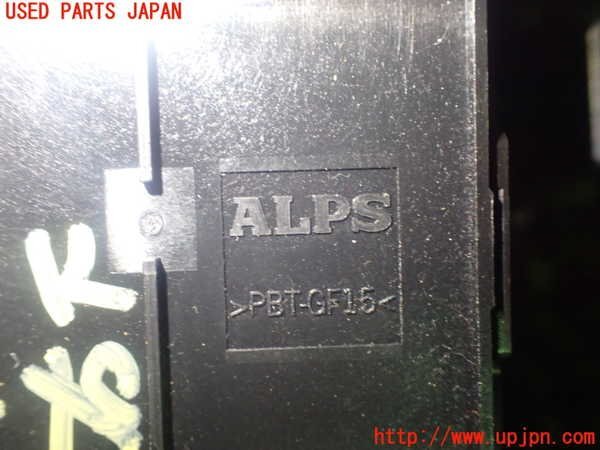 USED PARTS JAPAN
ALPS
>PBT-GF15<
K
http://www.upjpn.com